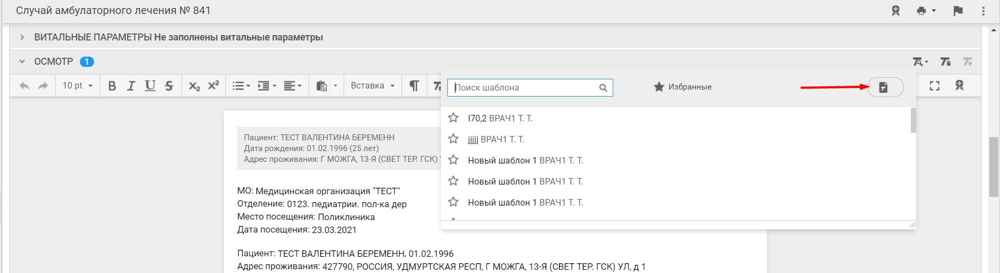 Случай амбулаторного лечения № 841
ВИТАЛЬНЫЕ ПАРАМЕТРЫ Не заполнены витальные параметры
ОСМОТР 1
10 pt B I U S X₂ X² Вставка ¶
Поиск шаблона
Избранные
I70,2 ВРАЧ1 Т. Т.
jjjjj ВРАЧ1 Т. Т.
Новый шаблон 1 ВРАЧ1 Т. Т.
Новый шаблон 1 ВРАЧ1 Т. Т.
Новый шаблон 1 ВРАЧ1 Т. Т.
Пациент: ТЕСТ ВАЛЕНТИНА БЕРЕМЕНН
Дата рождения: 01.02.1996 (25 лет)
Адрес проживания: Г МОЖГА, 13-Я (СВЕТ ТЕР. ГСК)
МО: Медицинская организация "ТЕСТ"
Отделение: 0123. педиатрии. пол-ка дер
Место посещения: Поликлиника
Дата посещения: 23.03.2021
Пациент: ТЕСТ ВАЛЕНТИНА БЕРЕМЕНН, 01.02.1996
Адрес проживания: 427790, РОССИЯ, УДМУРТСКАЯ РЕСП, Г МОЖГА, 13-Я (СВЕТ ТЕР. ГСК) УЛ, д 1